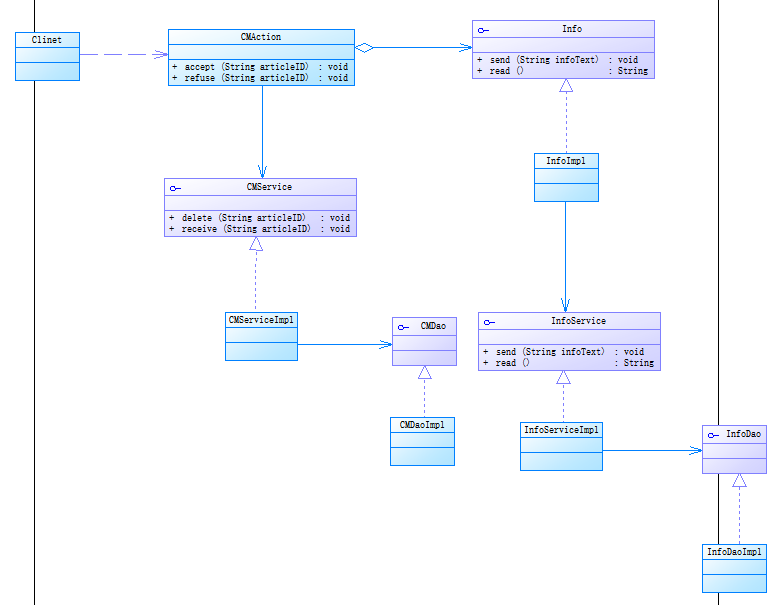 Clinet
CMAction
+ accept (String articleID) : void
+ refuse (String articleID) : void
Info
+ send (String infoText) : void
+ read () : String
InfoImpl
CMService
+ delete (String articleID) : void
+ receive (String articleID) : void
CMServiceImpl
CMDao
InfoService
+ send (String infoText) : void
+ read () : String
CMDaoImpl
InfoServiceImpl
InfoDao
InfoDaoImpl